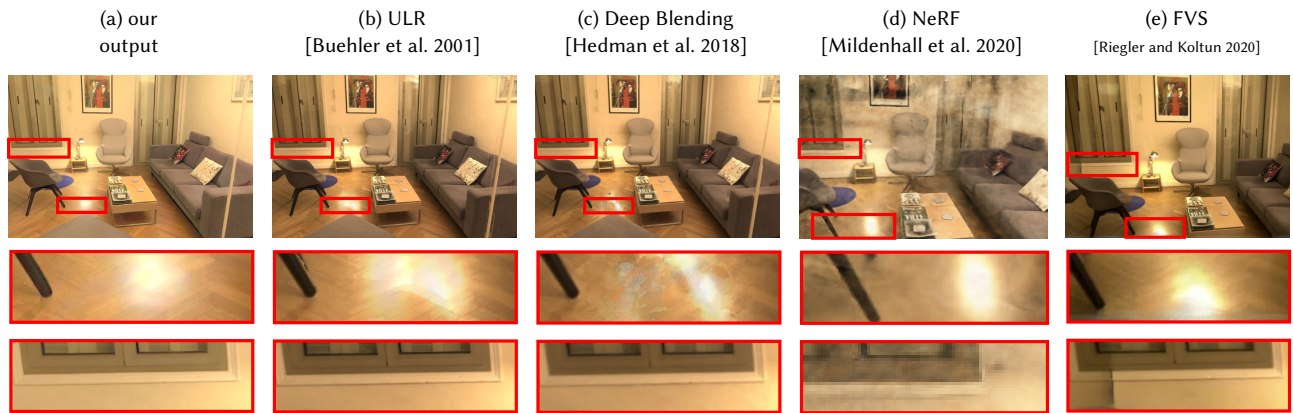 (a) our
output
(b) ULR
[Buehler et al. 2001]
(c) Deep Blending
[Hedman et al. 2018]
(d) NeRF
[Mildenhall et al. 2020]
(e) FVS
[Riegler and Koltun 2020]